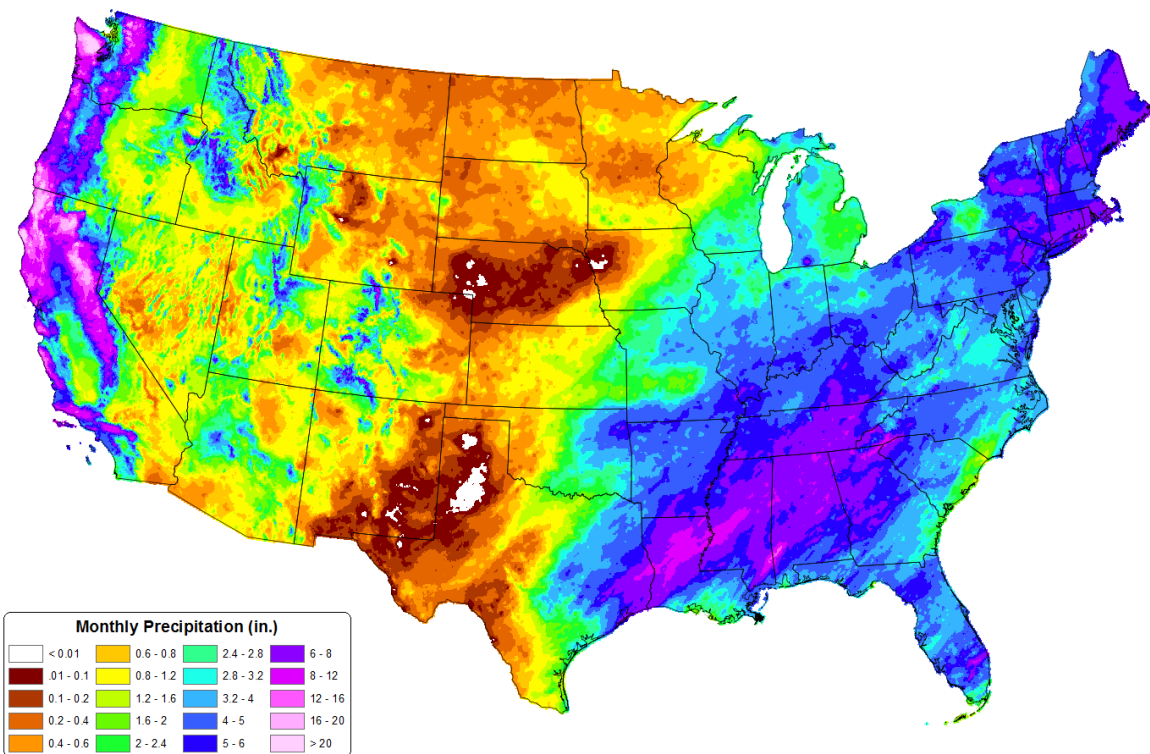 Monthly Precipitation (in.)
< 0.01 0.6 - 0.8 2.4 - 2.8 6 - 8
.01 - 0.1 0.8 - 1.2 2.8 - 3.2 8 - 12
0.1 - 0.2 1.2 - 1.6 3.2 - 4 12 - 16
0.2 - 0.4 1.6 - 2 4 - 5 16 - 20
0.4 - 0.6 2 - 2.4 5 - 6 > 20